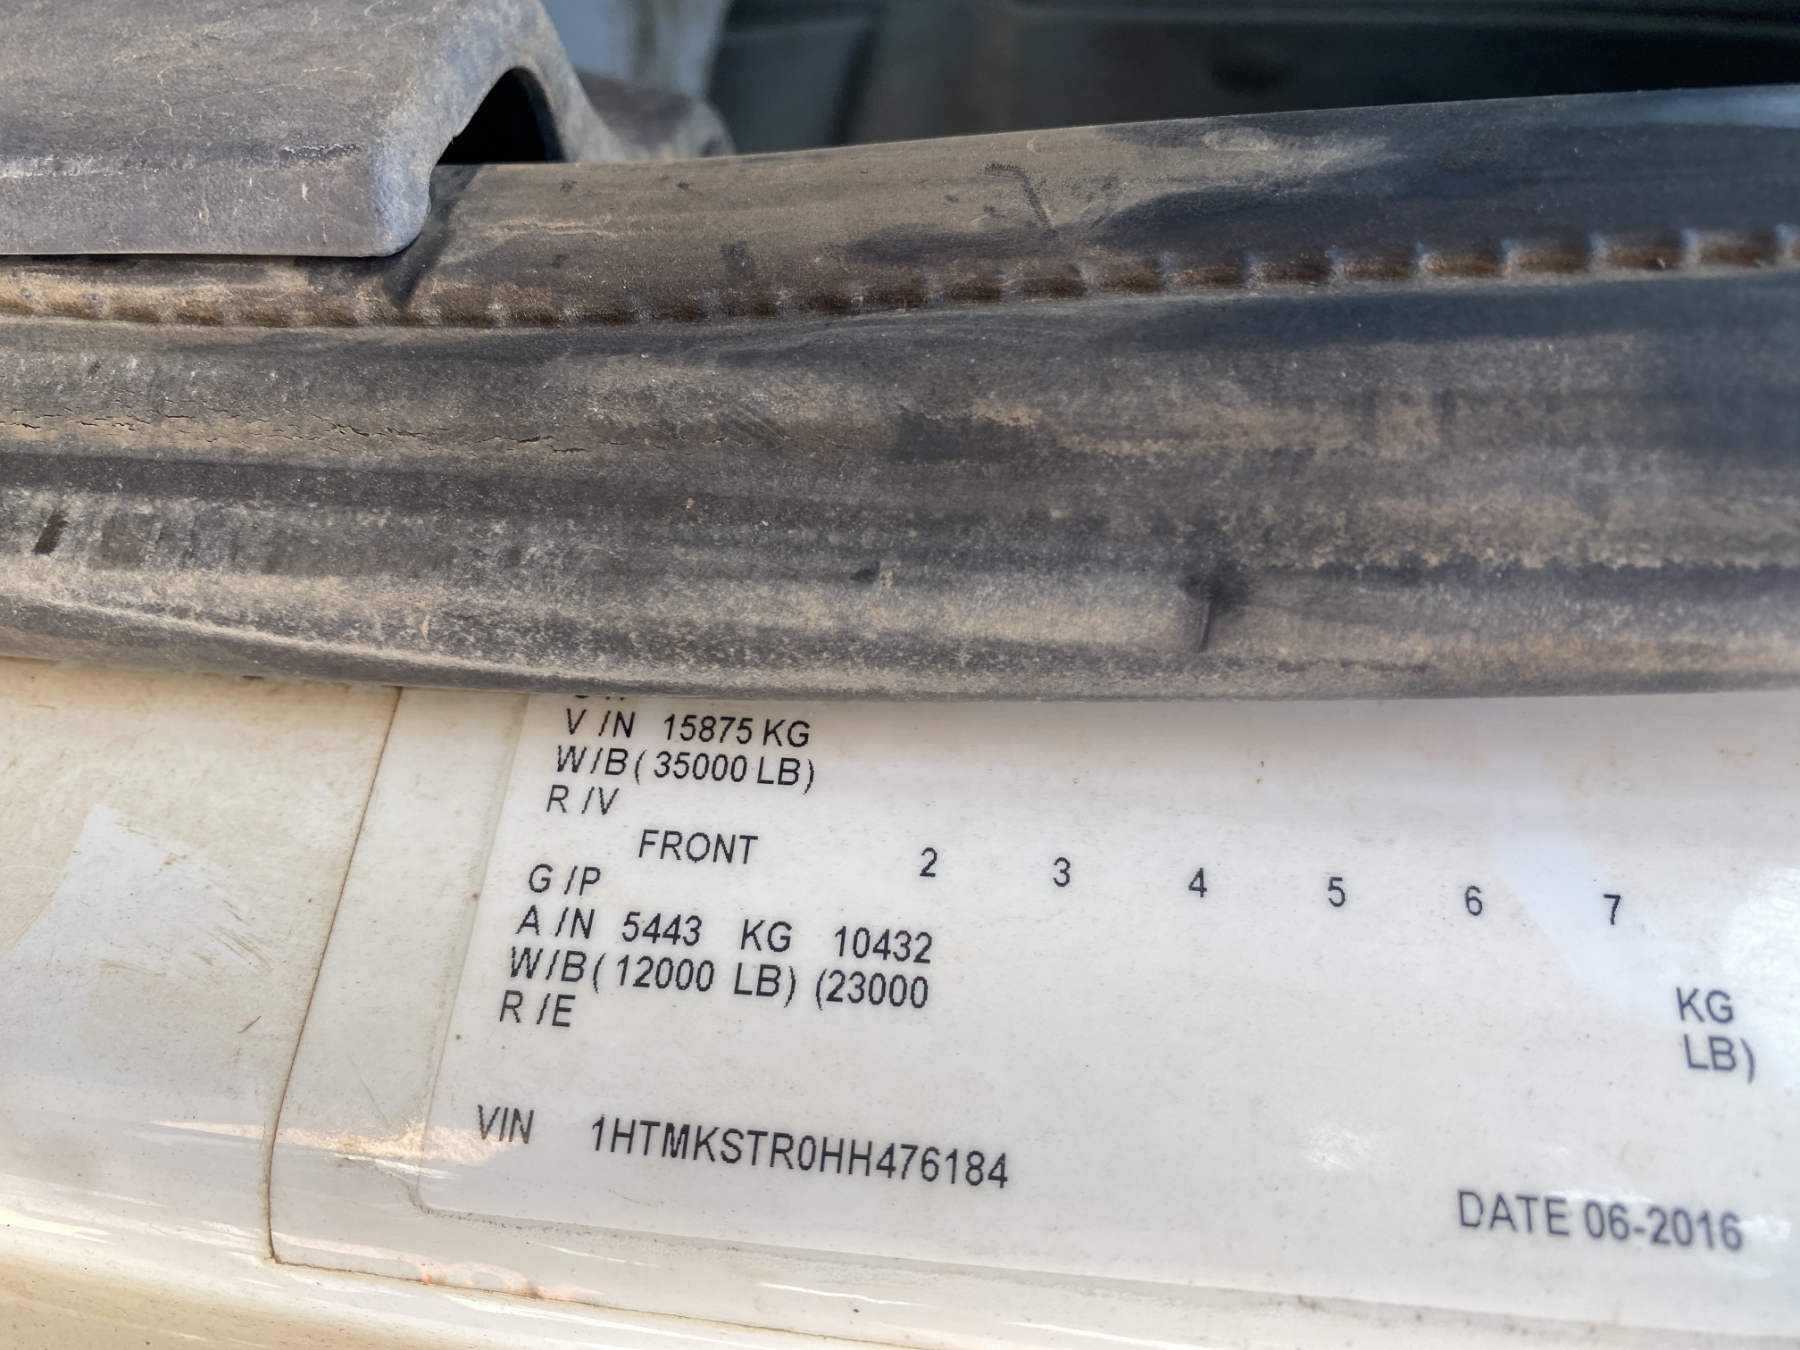 V /N 15875 KG
W/B ( 35000 LB)
R /V
FRONT 2 3 4 5 6 7
G /P
A /N 5443 KG 10432 KG
W/B ( 12000 LB) (23000 LB)
R /E
VIN 1HTMKSTR0HH476184
DATE 06-2016